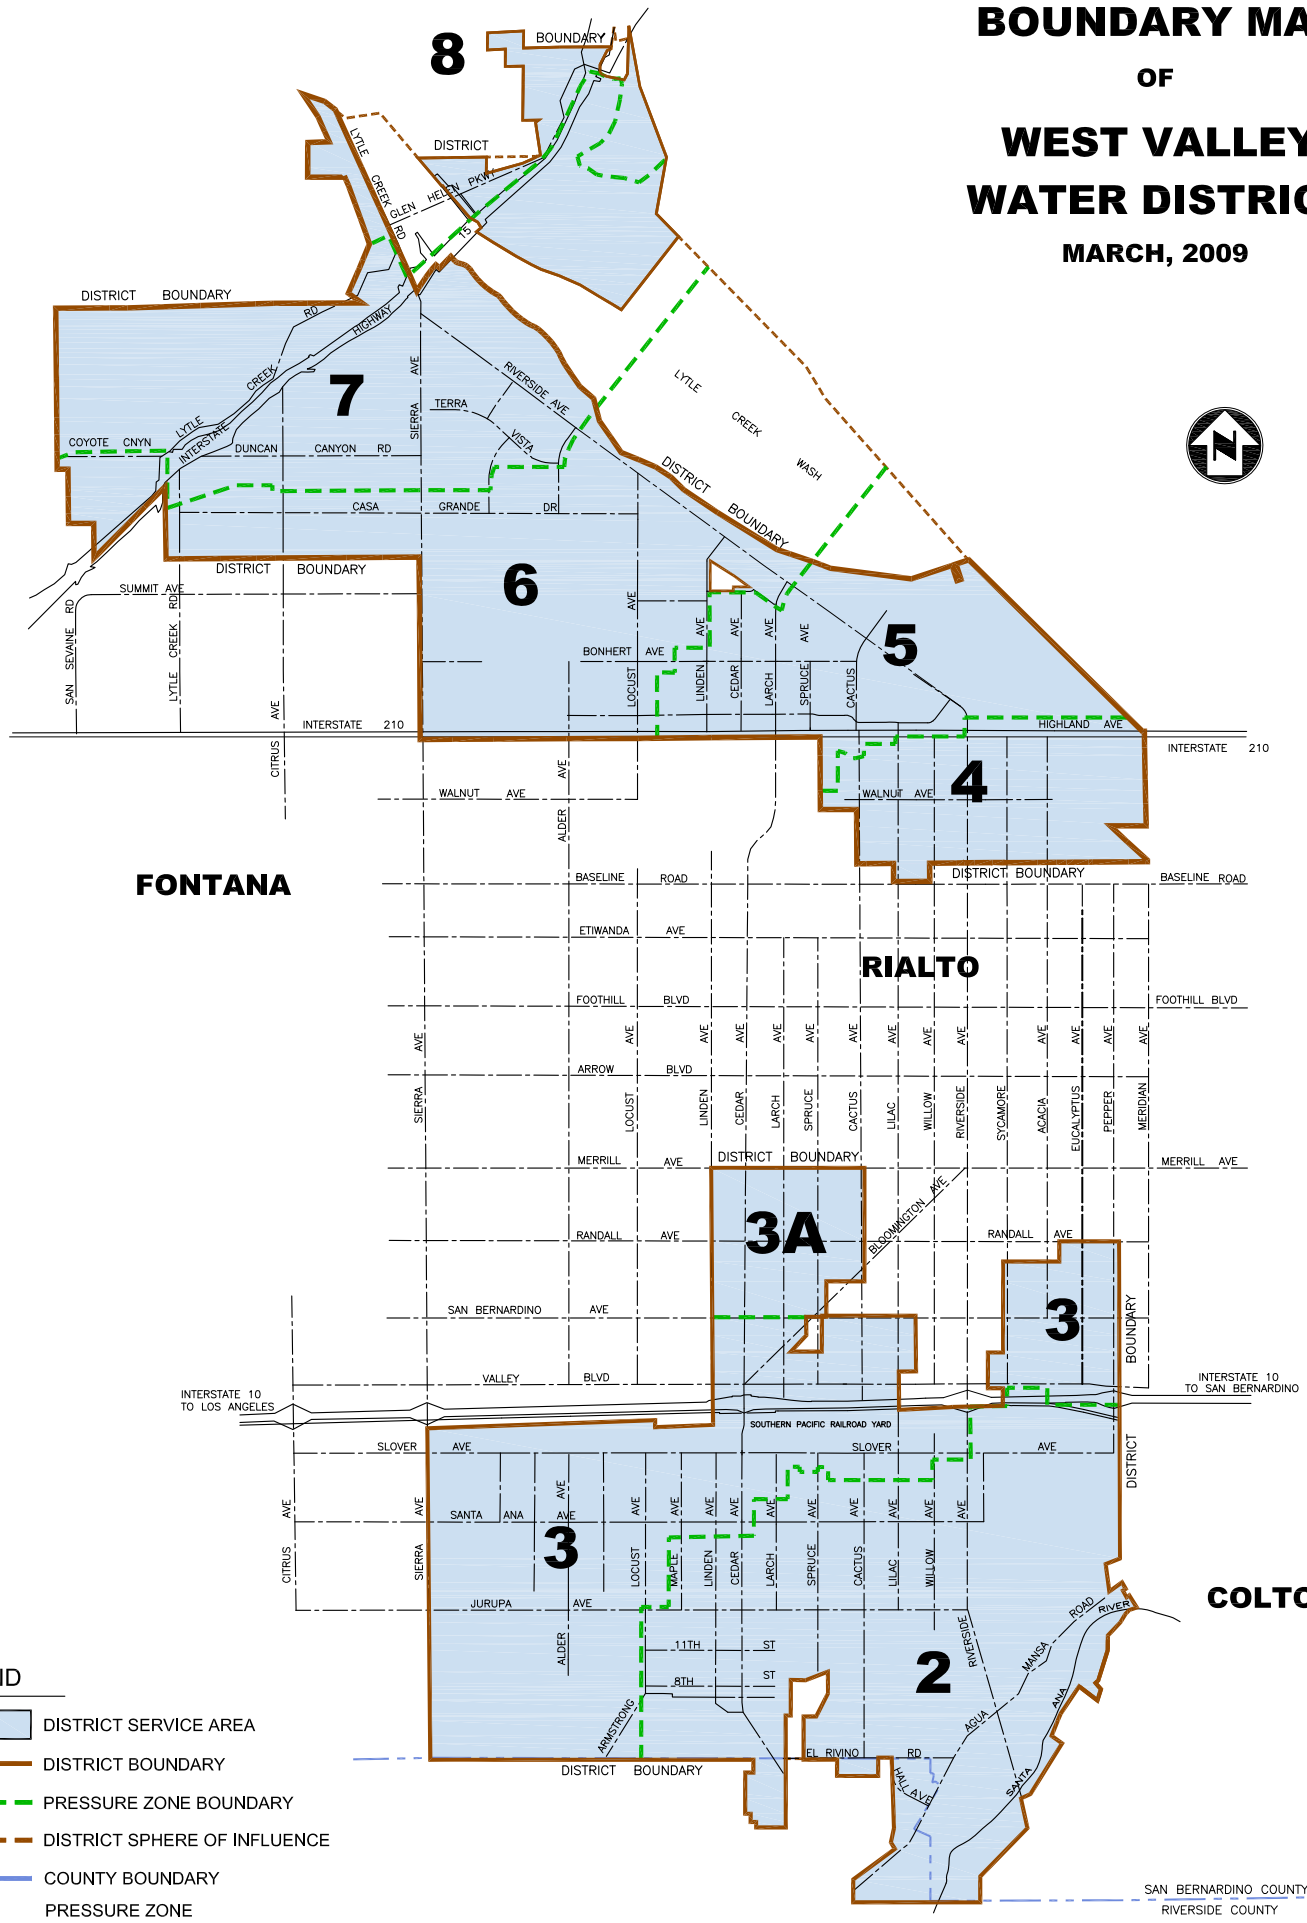 BOUNDARY MA
OF
WEST VALLEY
WATER DISTRIC
MARCH, 2009
8
BOUNDARY
DISTRICT
LYTLE CREEK RD
GLEN HELEN PKWY
15
DISTRICT BOUNDARY
LYTLE CREEK RD
INTERSTATE HIGHWAY
7
SIERRA AVE
RIVERSIDE AVE
TERRA
VISTA
COYOTE CNYN
DUNCAN CANYON RD
CASA GRANDE DR
LYTLE
CREEK
WASH
N
DISTRICT BOUNDARY
DISTRICT BOUNDARY
SUMMIT AVE
SAN SEVAINE RD
LYTLE CREEK RD
CITRUS AVE
6
5
BONHERT AVE
LOCUST AVE
LINDEN AVE
CEDAR AVE
LARCH AVE
SPRUCE AVE
CACTUS
INTERSTATE 210
HIGHLAND AVE
INTERSTATE 210
WALNUT AVE
ALDER AVE
WALNUT AVE
4
FONTANA
DISTRICT BOUNDARY
BASELINE ROAD
BASELINE ROAD
ETIWANDA AVE
RIALTO
FOOTHILL BLVD
FOOTHILL BLVD
ARROW BLVD
SIERRA AVE
LOCUST AVE
LINDEN AVE
CEDAR AVE
LARCH AVE
SPRUCE AVE
CACTUS AVE
LILAC AVE
WILLOW AVE
RIVERSIDE AVE
SYCAMORE
ACACIA AVE
EUCALYPTUS AVE
PEPPER AVE
MERIDIAN AVE
DISTRICT BOUNDARY
MERRILL AVE
MERRILL AVE
3A
BLOOMINGTON AVE
RANDALL AVE
RANDALL AVE
3
SAN BERNARDINO AVE
DISTRICT BOUNDARY
VALLEY BLVD
INTERSTATE 10
TO LOS ANGELES
INTERSTATE 10
TO SAN BERNARDINO
SOUTHERN PACIFIC RAILROAD YARD
SLOVER AVE
SLOVER AVE
SANTA ANA AVE
CITRUS AVE
SIERRA AVE
3
ALDER AVE
LOCUST AVE
MAPLE AVE
LINDEN AVE
CEDAR AVE
LARCH AVE
SPRUCE AVE
CACTUS AVE
LILAC AVE
WILLOW AVE
RIVERSIDE AVE
JURUPA AVE
COLTO
11TH ST
8TH ST
ARMSTRONG
2
AGUA MANSA ROAD
SANTA ANA RIVER
EL RIVINO RD
HALL AVE
DISTRICT BOUNDARY
ND
DISTRICT SERVICE AREA
DISTRICT BOUNDARY
PRESSURE ZONE BOUNDARY
DISTRICT SPHERE OF INFLUENCE
COUNTY BOUNDARY
PRESSURE ZONE
SAN BERNARDINO COUNTY
RIVERSIDE COUNTY